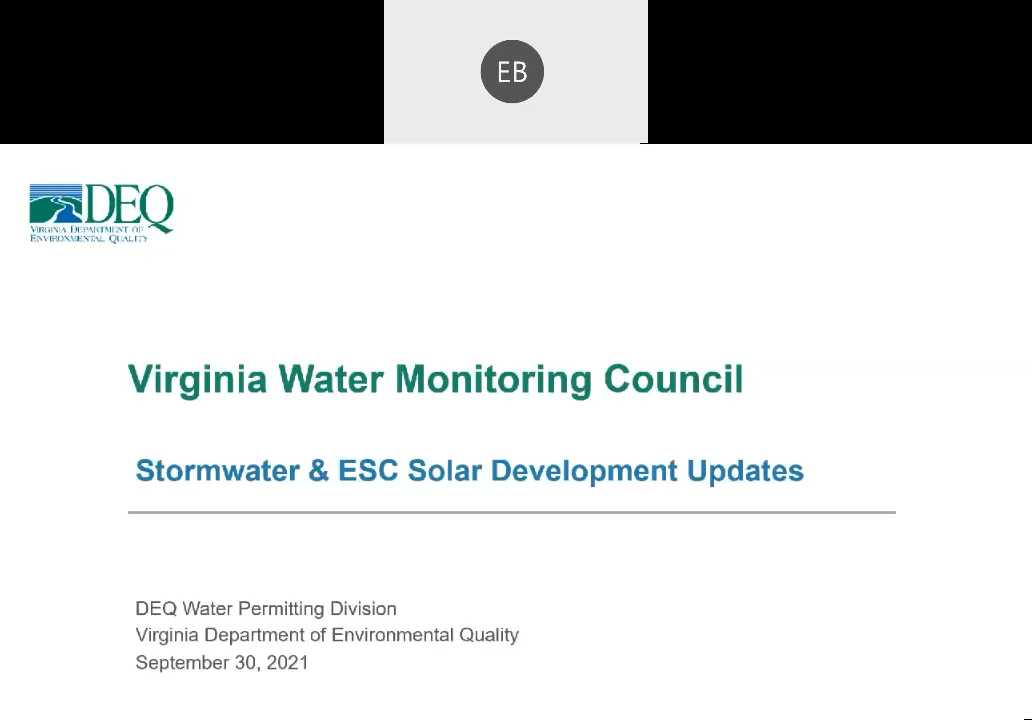 EB
DEQ
VIRGINIA DEPARTMENT OF
ENVIRONMENTAL QUALITY
Virginia Water Monitoring Council
Stormwater & ESC Solar Development Updates
DEQ Water Permitting Division
Virginia Department of Environmental Quality
September 30, 2021